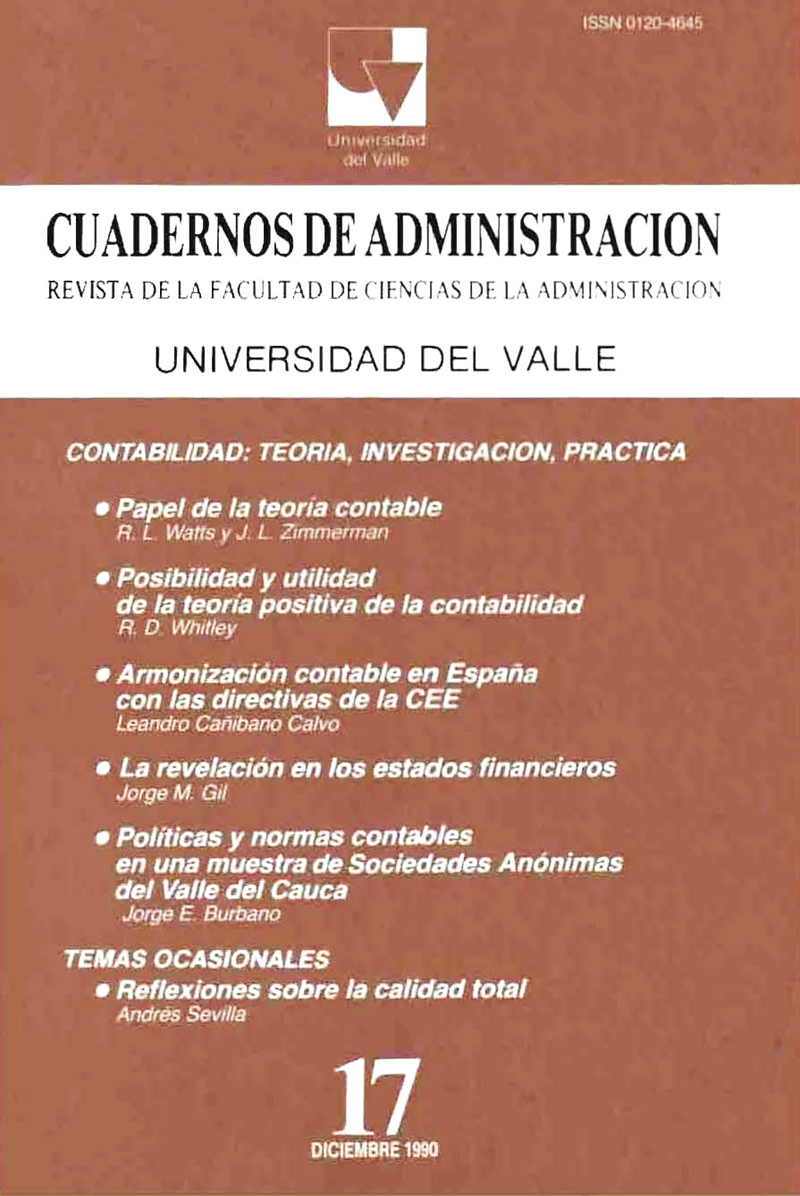 ISSN 0120-4645
Universidad
del Valle
CUADERNOS DE ADMINISTRACION
REVISTA DE LA FACULTAD DE CIENCIAS DE LA ADMINISTRACION
UNIVERSIDAD DEL VALLE
CONTABILIDAD: TEORIA, INVESTIGACION, PRACTICA
● Papel de la teoría contable
R. L. Watts y J. L. Zimmerman
● Posibilidad y utilidad
de la teoría positiva de la contabilidad
R. D. Whitley
● Armonización contable en España
con las directivas de la CEE
Leandro Cañibano Calvo
● La revelación en los estados financieros
Jorge M. Gil
● Políticas y normas contables
en una muestra de Sociedades Anónimas
del Valle del Cauca
Jorge E. Burbano
TEMAS OCASIONALES
● Reflexiones sobre la calidad total
Andrés Sevilla
17
DICIEMBRE 1990